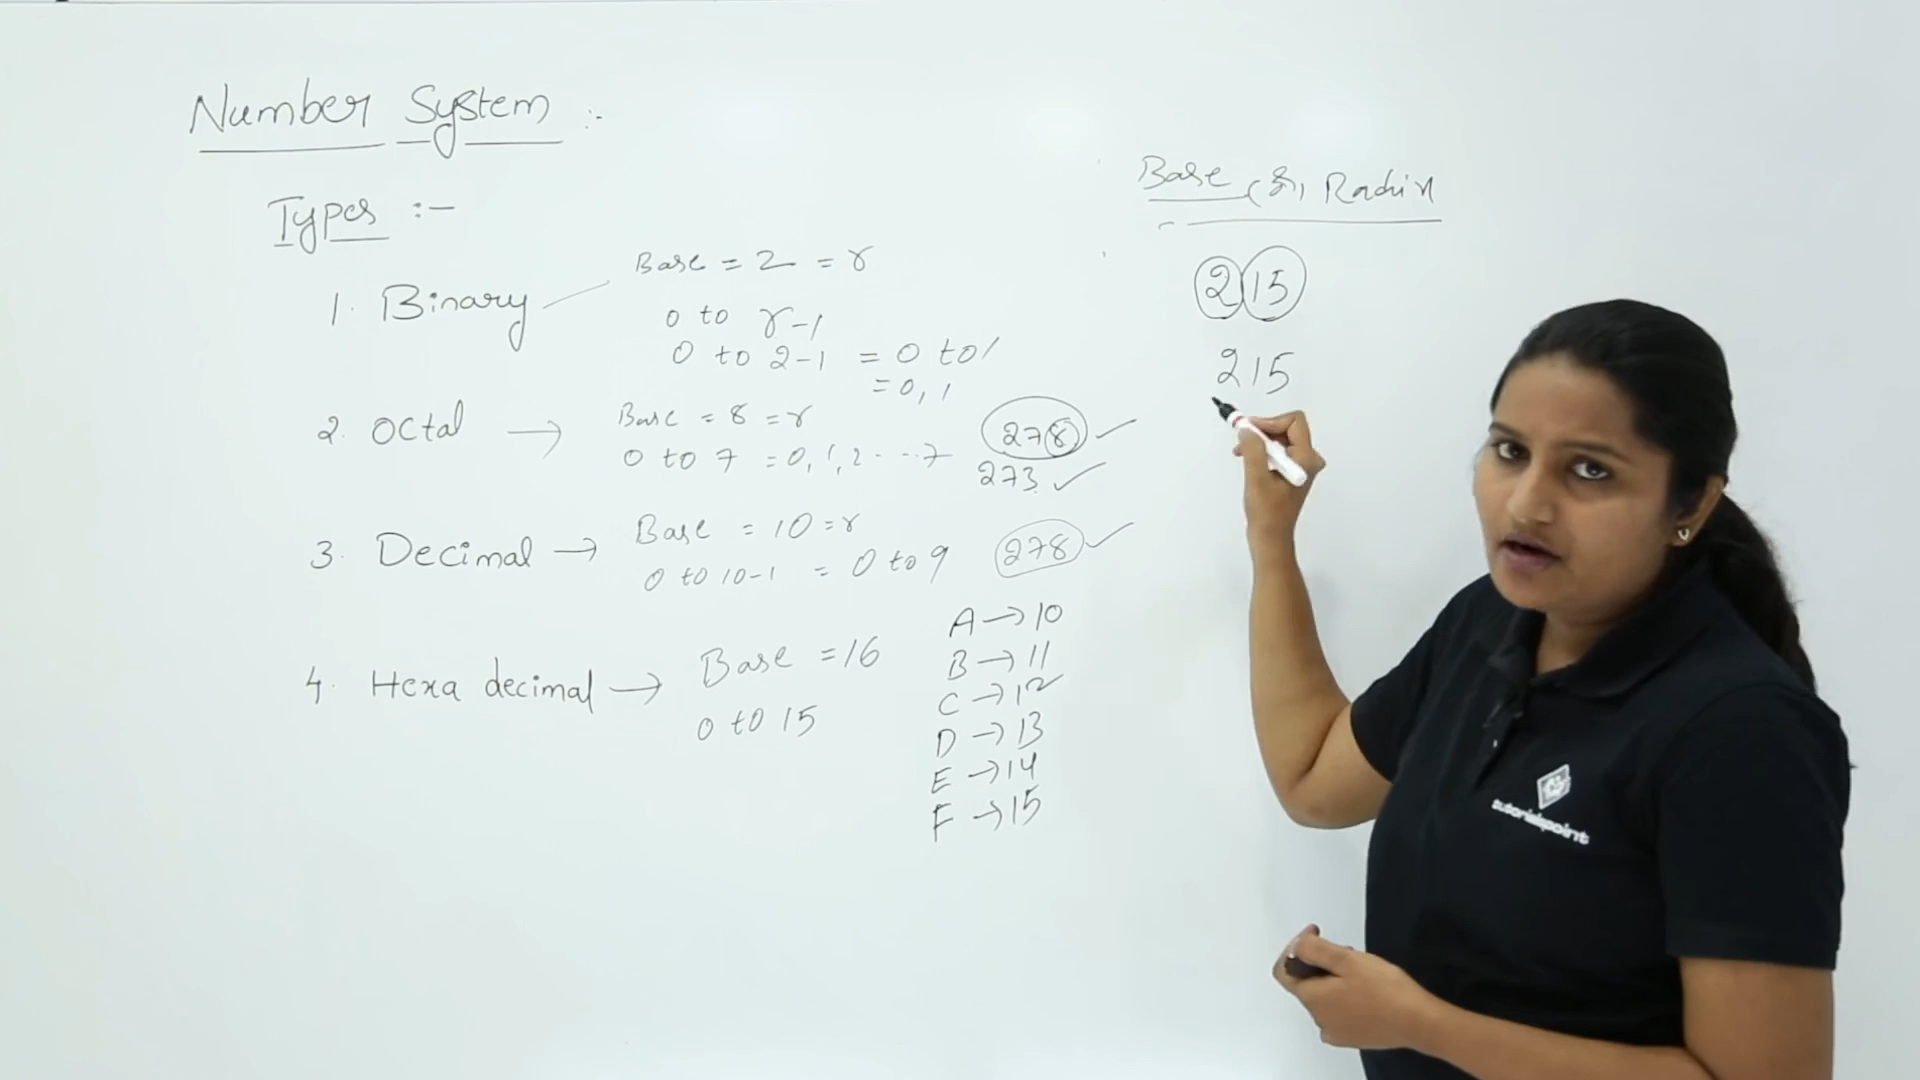 Number System :-
Types :-
1. Binary
Base = 2 = r
0 to r-1
0 to 2-1 = 0 to 1
= 0, 1
2. Octal →
Base = 8 = r
0 to 7 = 0, 1, 2 - - - 7
278 ✓
273 ✓
3. Decimal →
Base = 10 = r
0 to 10-1 = 0 to 9
278 ✓
4. Hexa decimal →
Base = 16
0 to 15
A → 10
B → 11
C → 12
D → 13
E → 14
F → 15
Base (or) Radix
2 15
215
tutorialspoint